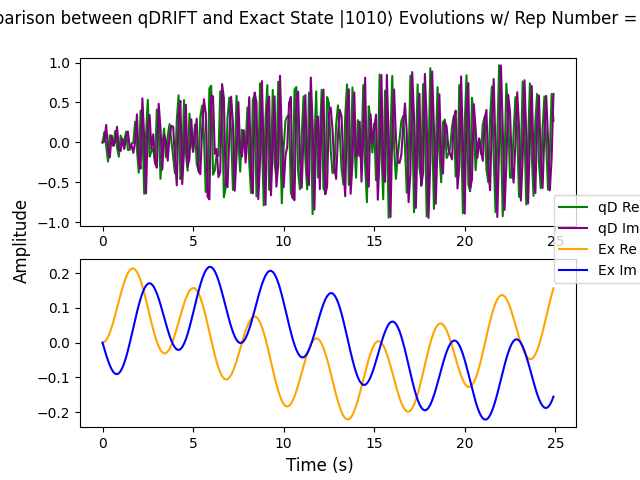 between qDRIFT and Exact State |1010⟩ Evolutions w/ Rep Number =
1.0
0.5
0.0
−0.5
−1.0
0 5 10 15 20 25
qD Re
qD Im
Ex Re
Ex Im
Amplitude
0.2
0.1
0.0
−0.1
−0.2
0 5 10 15 20 25
Time (s)